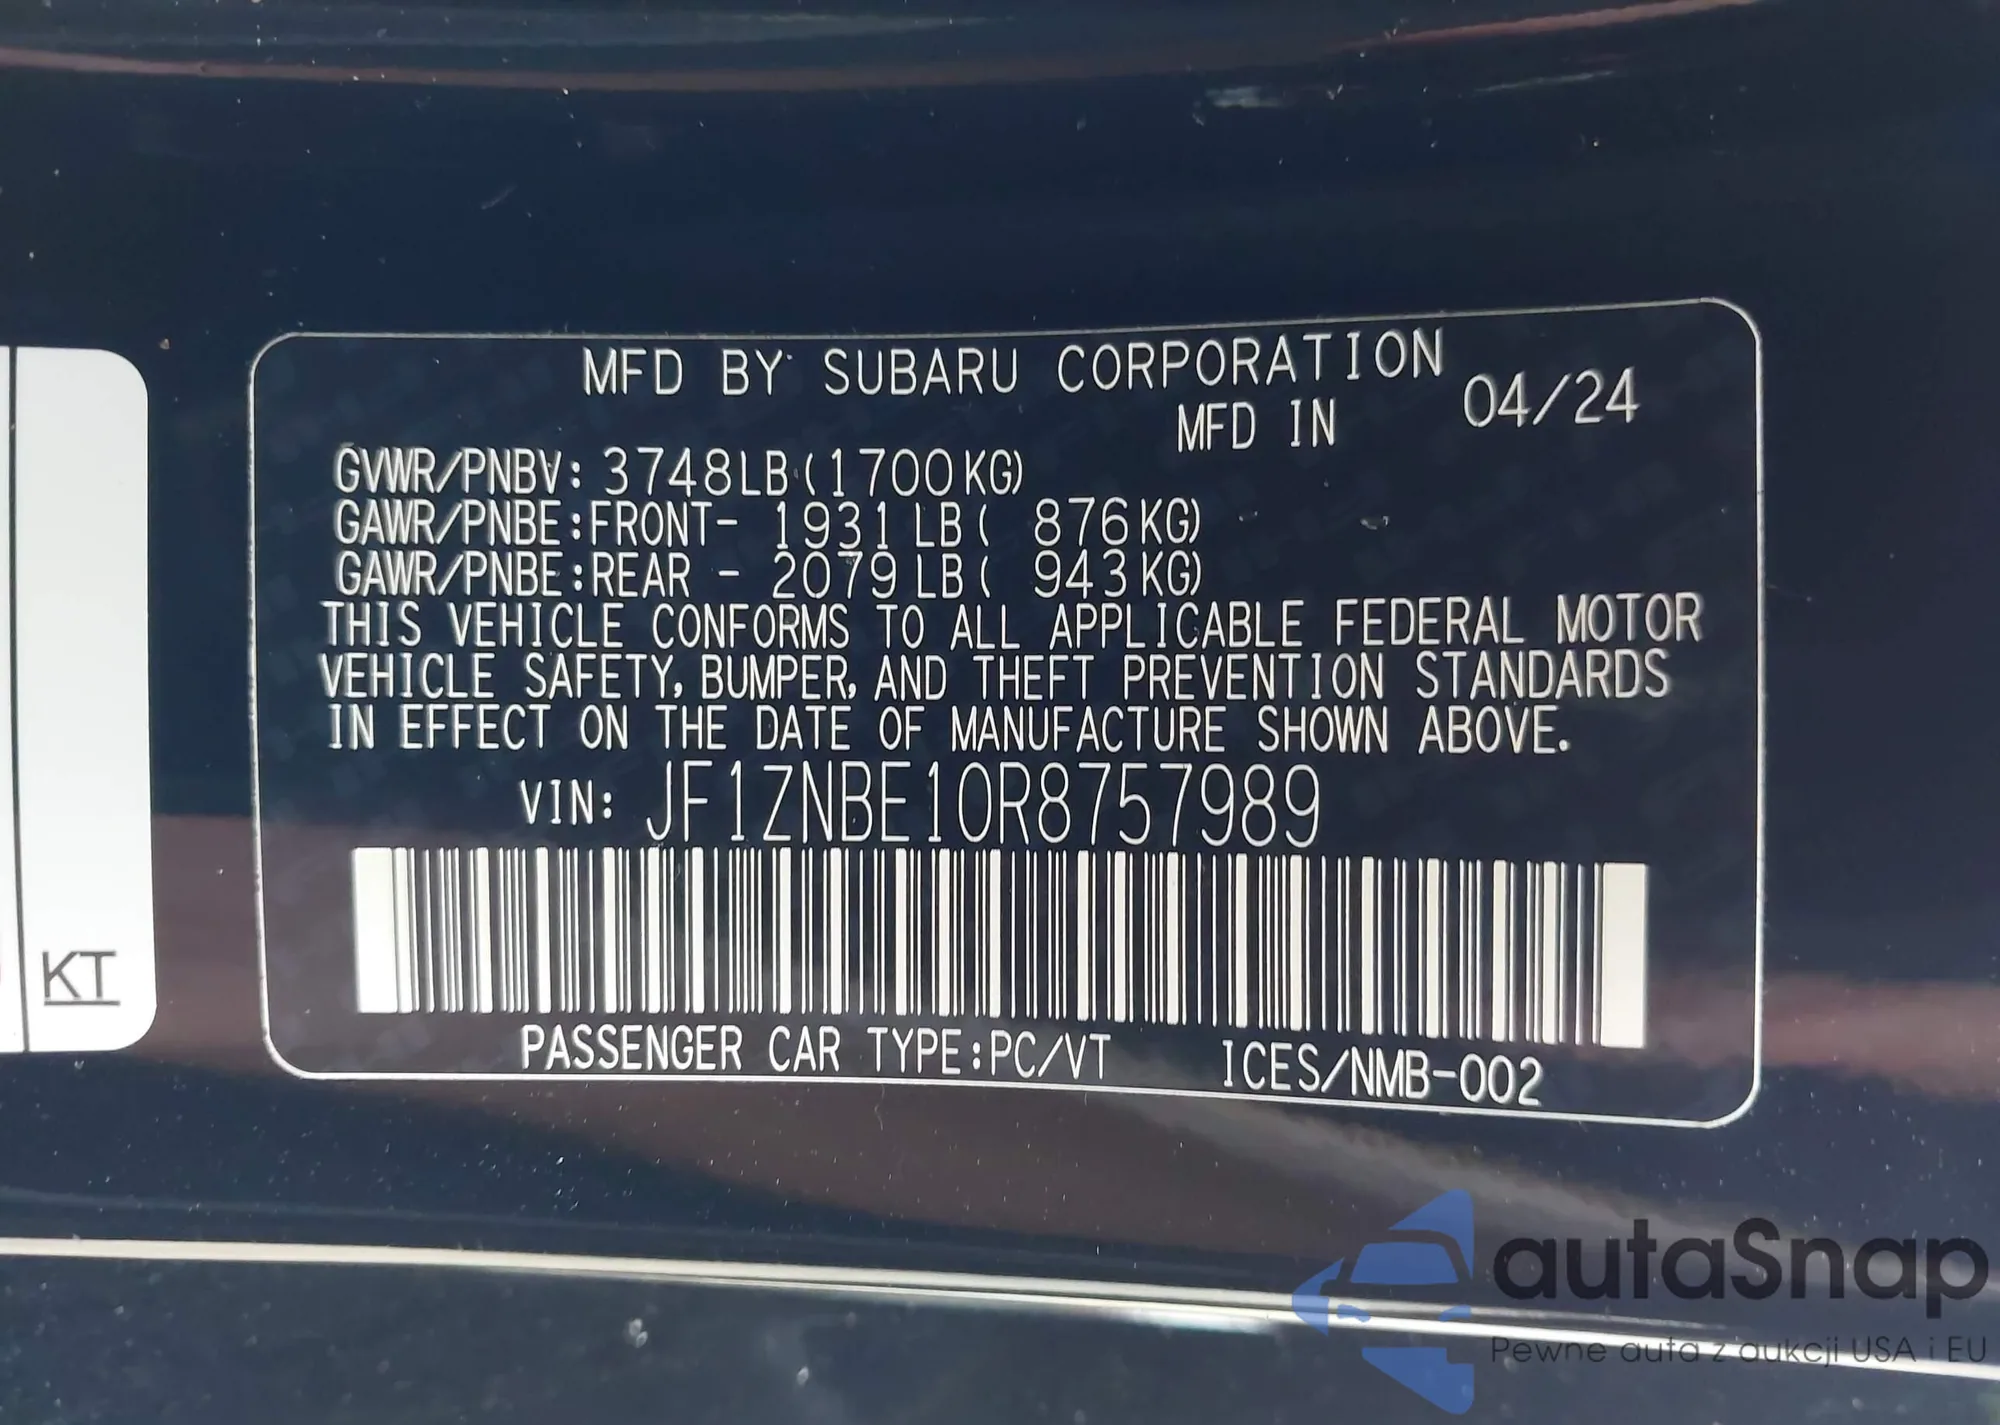 MFD BY SUBARU CORPORATION
MFD IN 04/24
GVWR/PNBV: 3748LB(1700KG)
GAWR/PNBE:FRONT- 1931LB( 876KG)
GAWR/PNBE:REAR - 2079LB( 943KG)
THIS VEHICLE CONFORMS TO ALL APPLICABLE FEDERAL MOTOR
VEHICLE SAFETY, BUMPER, AND THEFT PREVENTION STANDARDS
IN EFFECT ON THE DATE OF MANUFACTURE SHOWN ABOVE.
VIN: JF1ZNBE10R8757989
PASSENGER CAR TYPE:PC/VT ICES/NMB-002
KT
autaSnap
Pewne auta z aukcji USA i EU